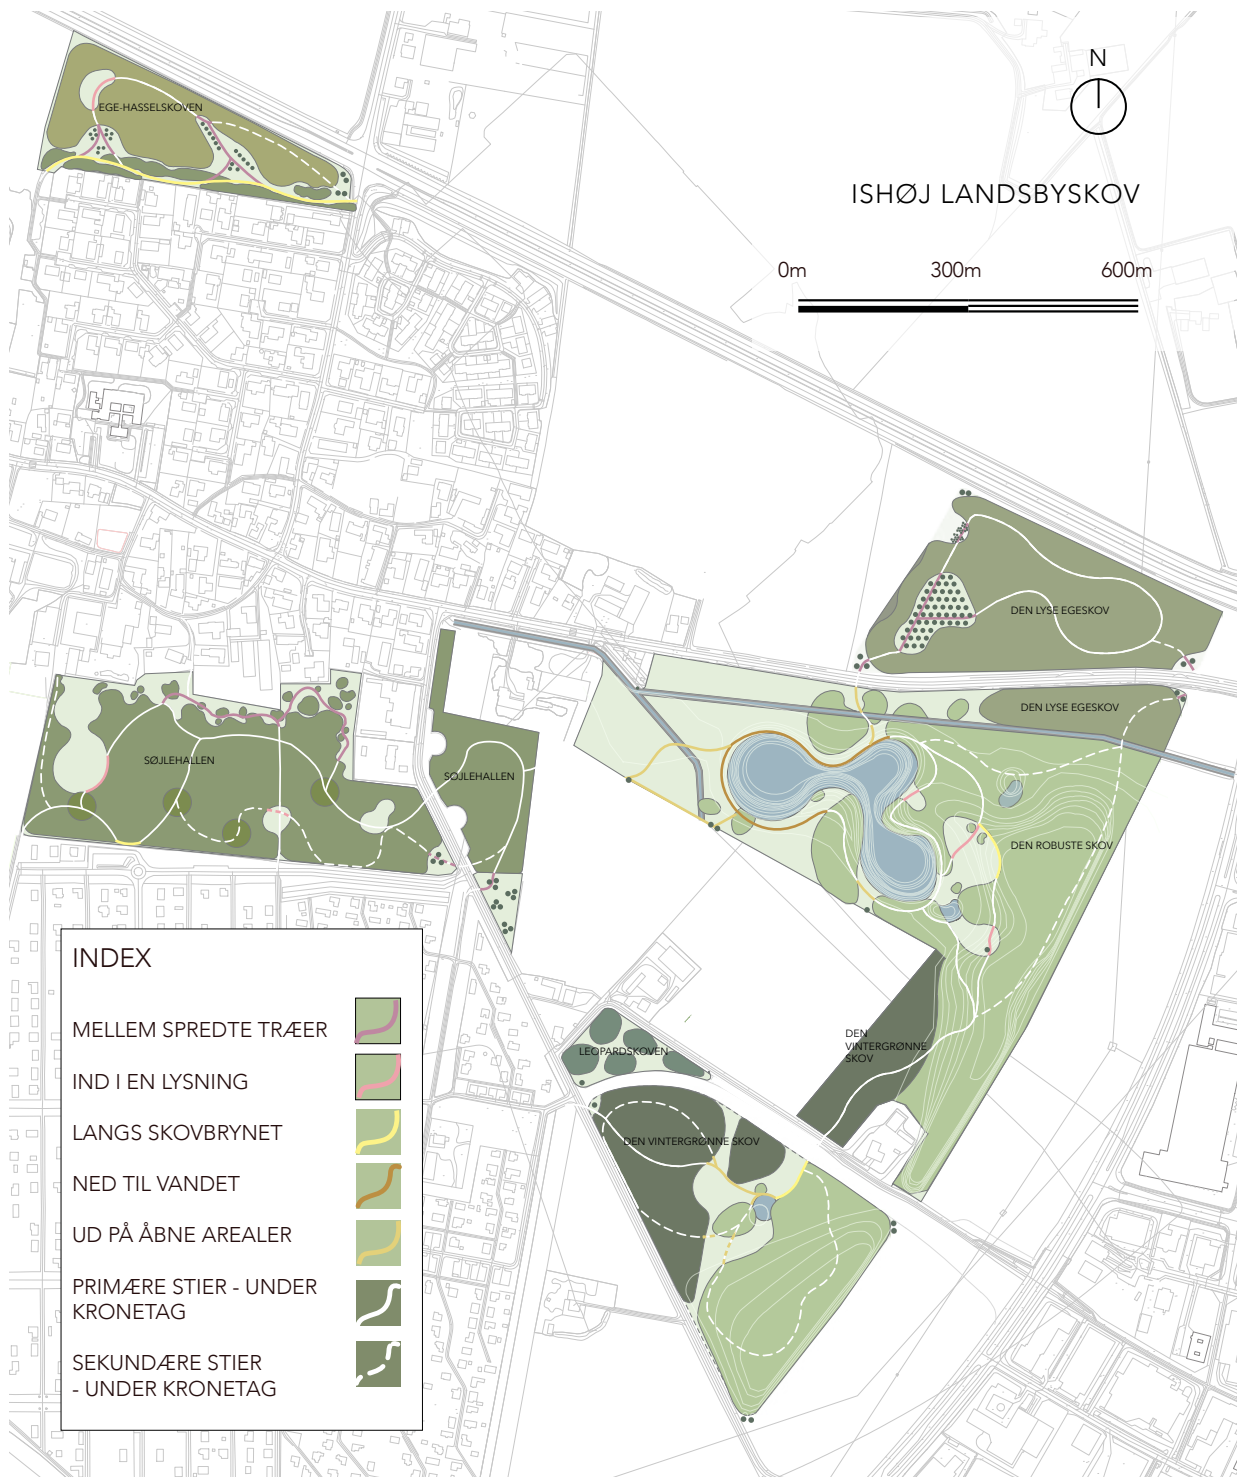 N
EGE-HASSELSKOVEN
ISHØJ LANDSBYSKOV
0m 300m 600m
DEN LYSE EGESKOV
DEN LYSE EGESKOV
SØJLEHALLEN
SØJLEHALLEN
DEN ROBUSTE SKOV
INDEX
MELLEM SPREDTE TRÆER
IND I EN LYSNING
LANGS SKOVBRYNET
NED TIL VANDET
UD PÅ ÅBNE AREALER
PRIMÆRE STIER - UNDER
KRONETAG
SEKUNDÆRE STIER
- UNDER KRONETAG
DEN
VINTERGRØNNE
SKOV
LEOPARDSKOVEN
DEN VINTERGRØNNE SKOV